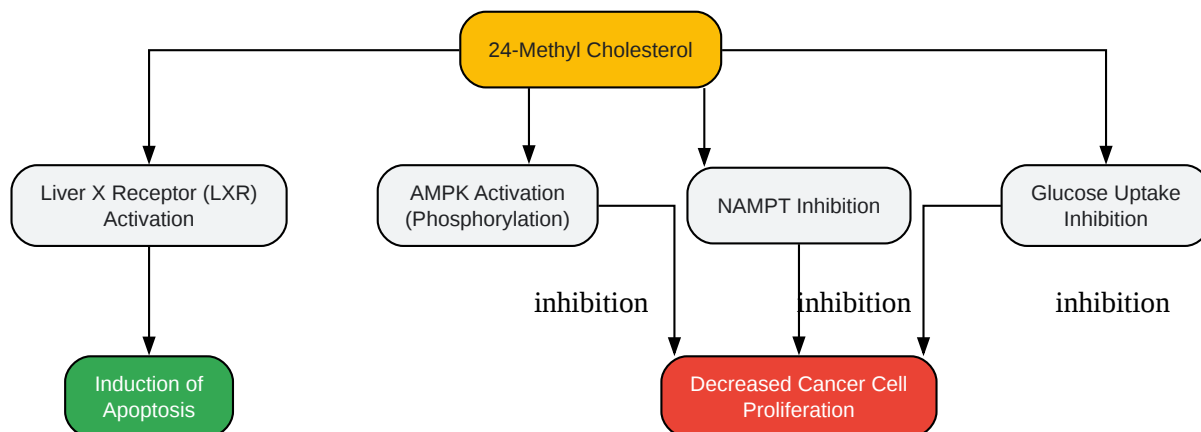 24-Methyl Cholesterol
Liver X Receptor (LXR)
Activation
AMPK Activation
(Phosphorylation)
NAMPT Inhibition
Glucose Uptake
Inhibition
inhibition
inhibition
inhibition
Induction of
Apoptosis
Decreased Cancer Cell
Proliferation